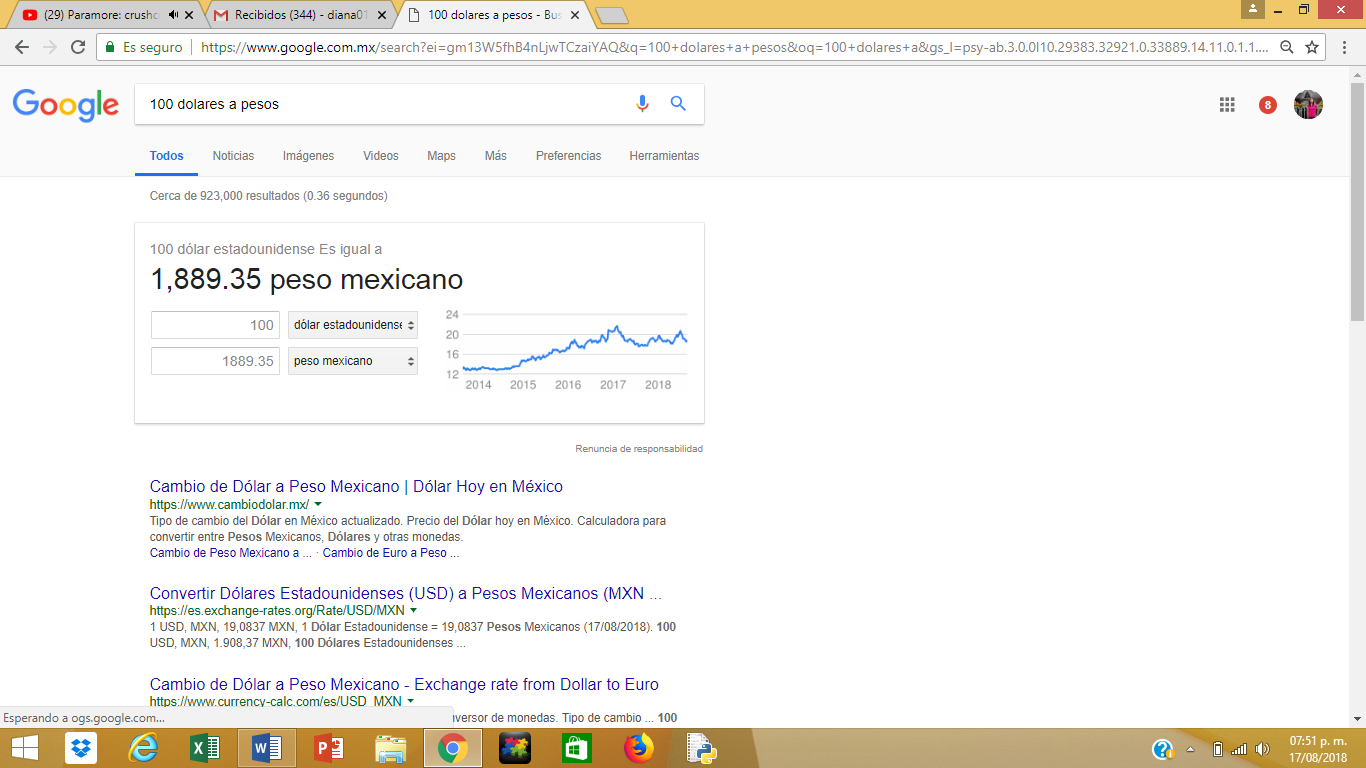 (29) Paramore: crushc
Recibidos (344) - diana01
100 dolares a pesos - Bus
Es seguro
https://www.google.com.mx/search?ei=gm13W5fhB4nLjwTCzaiYAQ&q=100+dolares+a+pesos&oq=100+dolares+a&gs_l=psy-ab.3.0.0l10.29383.32921.0.33889.14.11.0.1.1....
Google
100 dolares a pesos
8
Todos Noticias Imágenes Videos Maps Más Preferencias Herramientas
Cerca de 923,000 resultados (0.36 segundos)
100 dólar estadounidense Es igual a
1,889.35 peso mexicano
100 dólar estadounidense
1889.35 peso mexicano
24
20
16
12
2014 2015 2016 2017 2018
Renuncia de responsabilidad
Cambio de Dólar a Peso Mexicano | Dólar Hoy en México
https://www.cambiodolar.mx/
Tipo de cambio del Dólar en México actualizado. Precio del Dólar hoy en México. Calculadora para
convertir entre Pesos Mexicanos, Dólares y otras monedas.
Cambio de Peso Mexicano a ... · Cambio de Euro a Peso ...
Convertir Dólares Estadounidenses (USD) a Pesos Mexicanos (MXN ...
https://es.exchange-rates.org/Rate/USD/MXN
1 USD, MXN, 19,0837 MXN, 1 Dólar Estadounidense = 19,0837 Pesos Mexicanos (17/08/2018). 100
USD, MXN, 1.908,37 MXN, 100 Dólares Estadounidenses ...
Cambio de Dólar a Peso Mexicano - Exchange rate from Dollar to Euro
https://www.currency-calc.com/es/USD_MXN
Esperando a ogs.google.com...
versor de monedas. Tipo de cambio ... 100
07:51 p. m.
17/08/2018